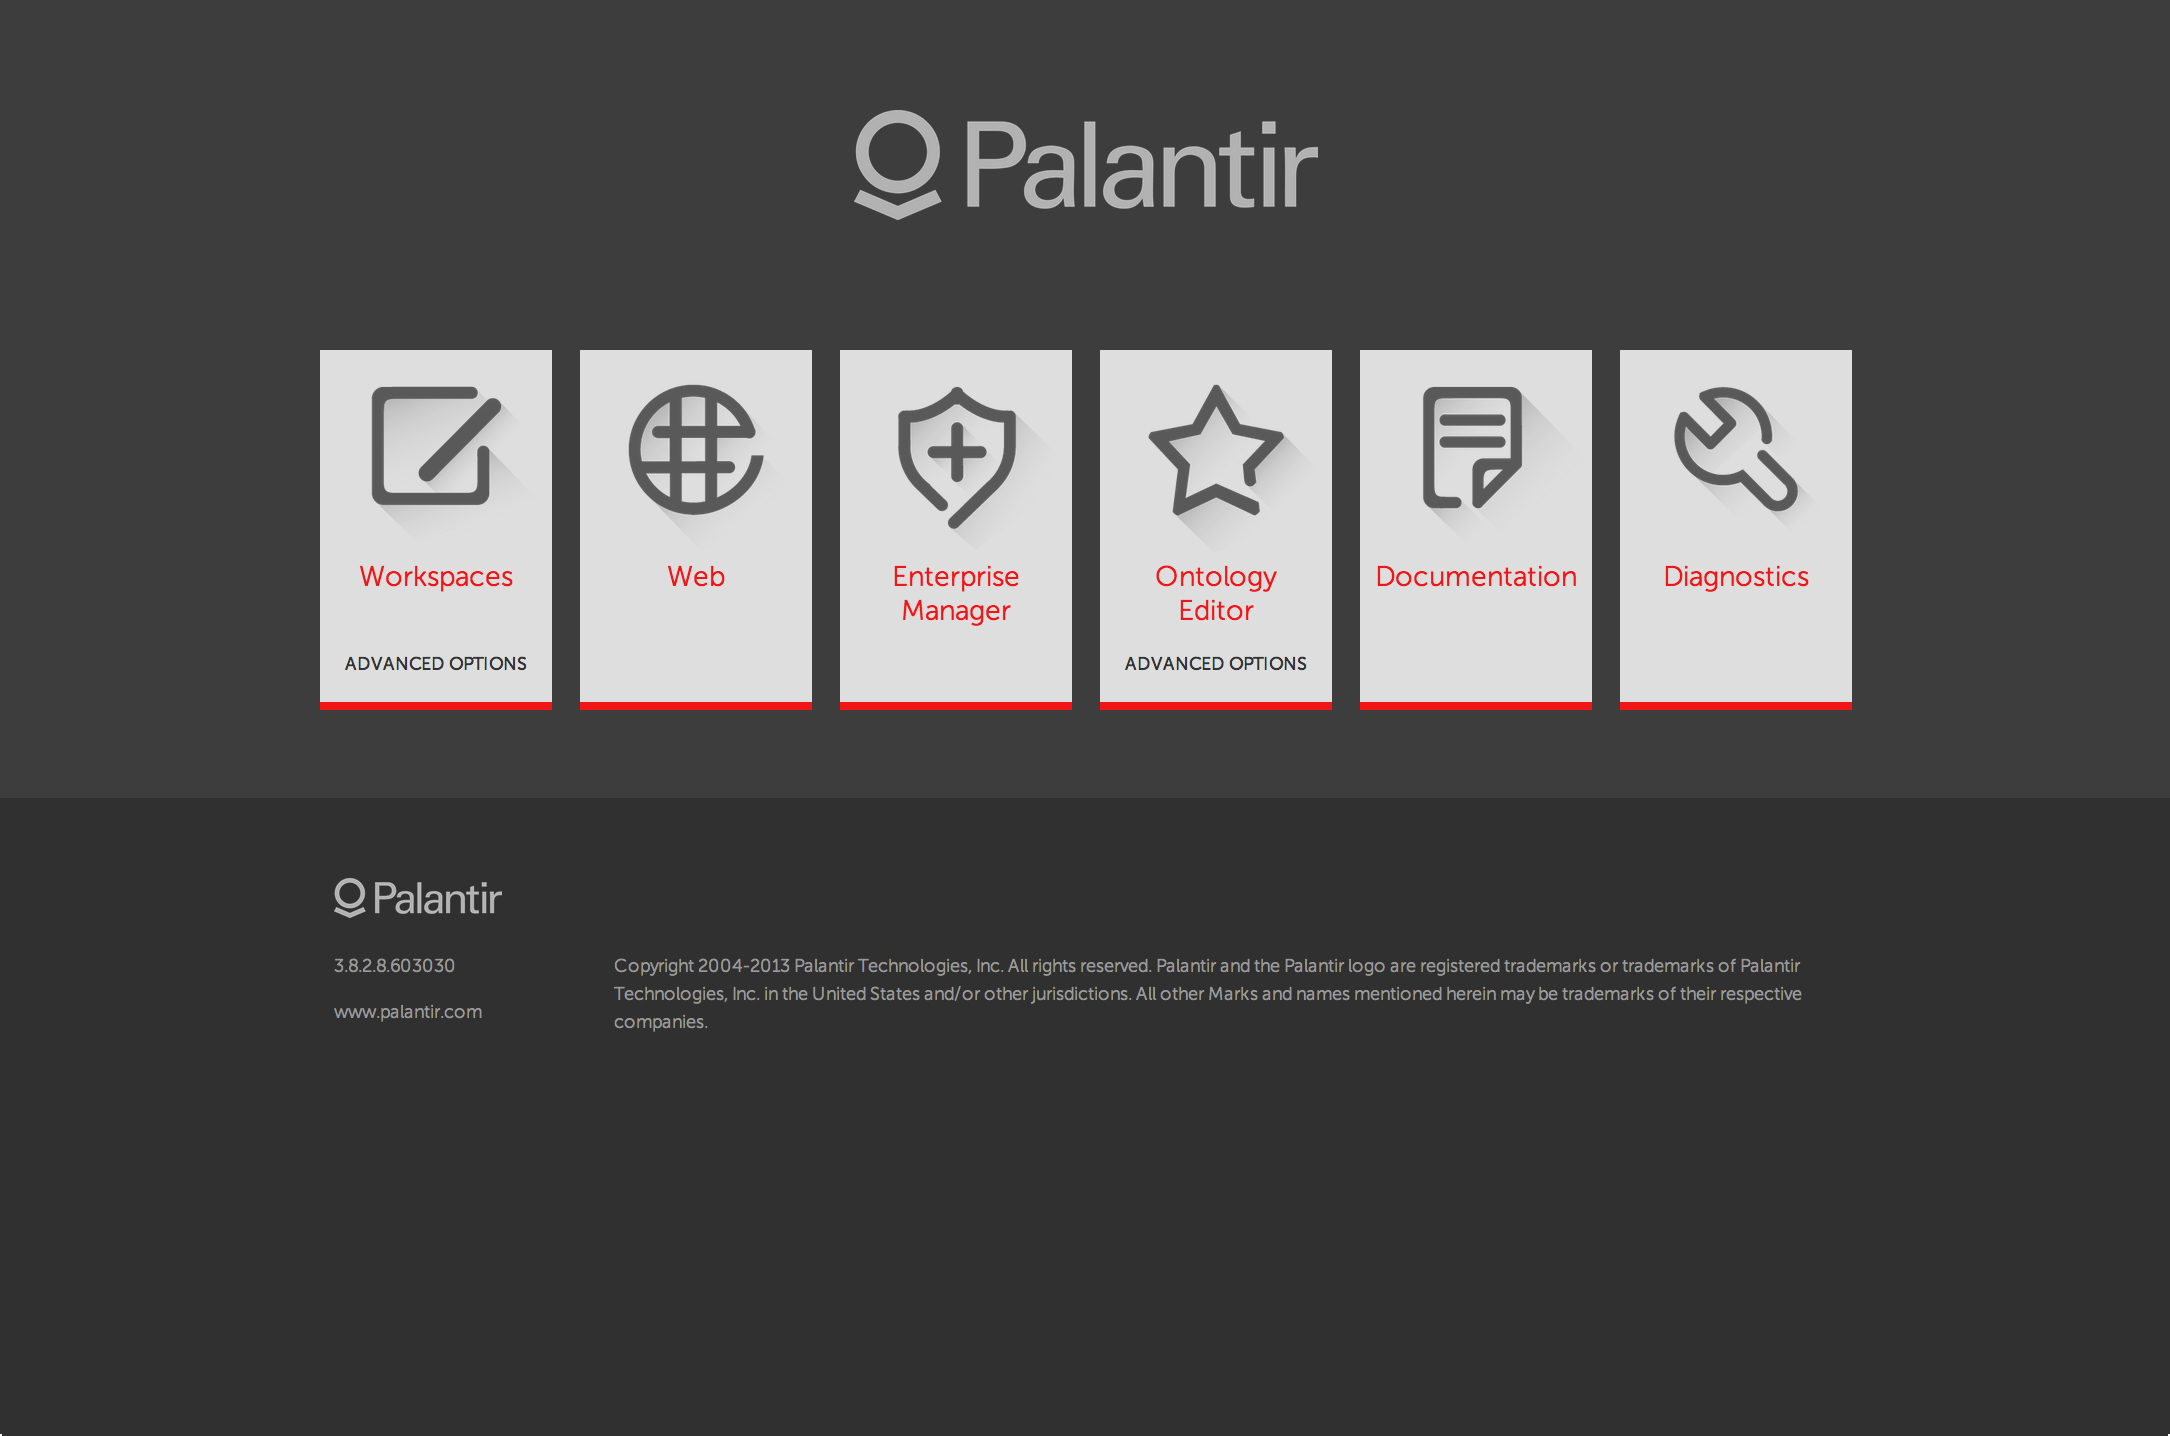 Palantir
Workspaces
Web
Enterprise
Manager
Ontology
Editor
Documentation
Diagnostics
ADVANCED OPTIONS
ADVANCED OPTIONS
Palantir
3.8.2.8.603030
www.palantir.com
Copyright 2004-2013 Palantir Technologies, Inc. All rights reserved. Palantir and the Palantir logo are registered trademarks or trademarks of Palantir
Technologies, Inc. in the United States and/or other jurisdictions. All other Marks and names mentioned herein may be trademarks of their respective
companies.